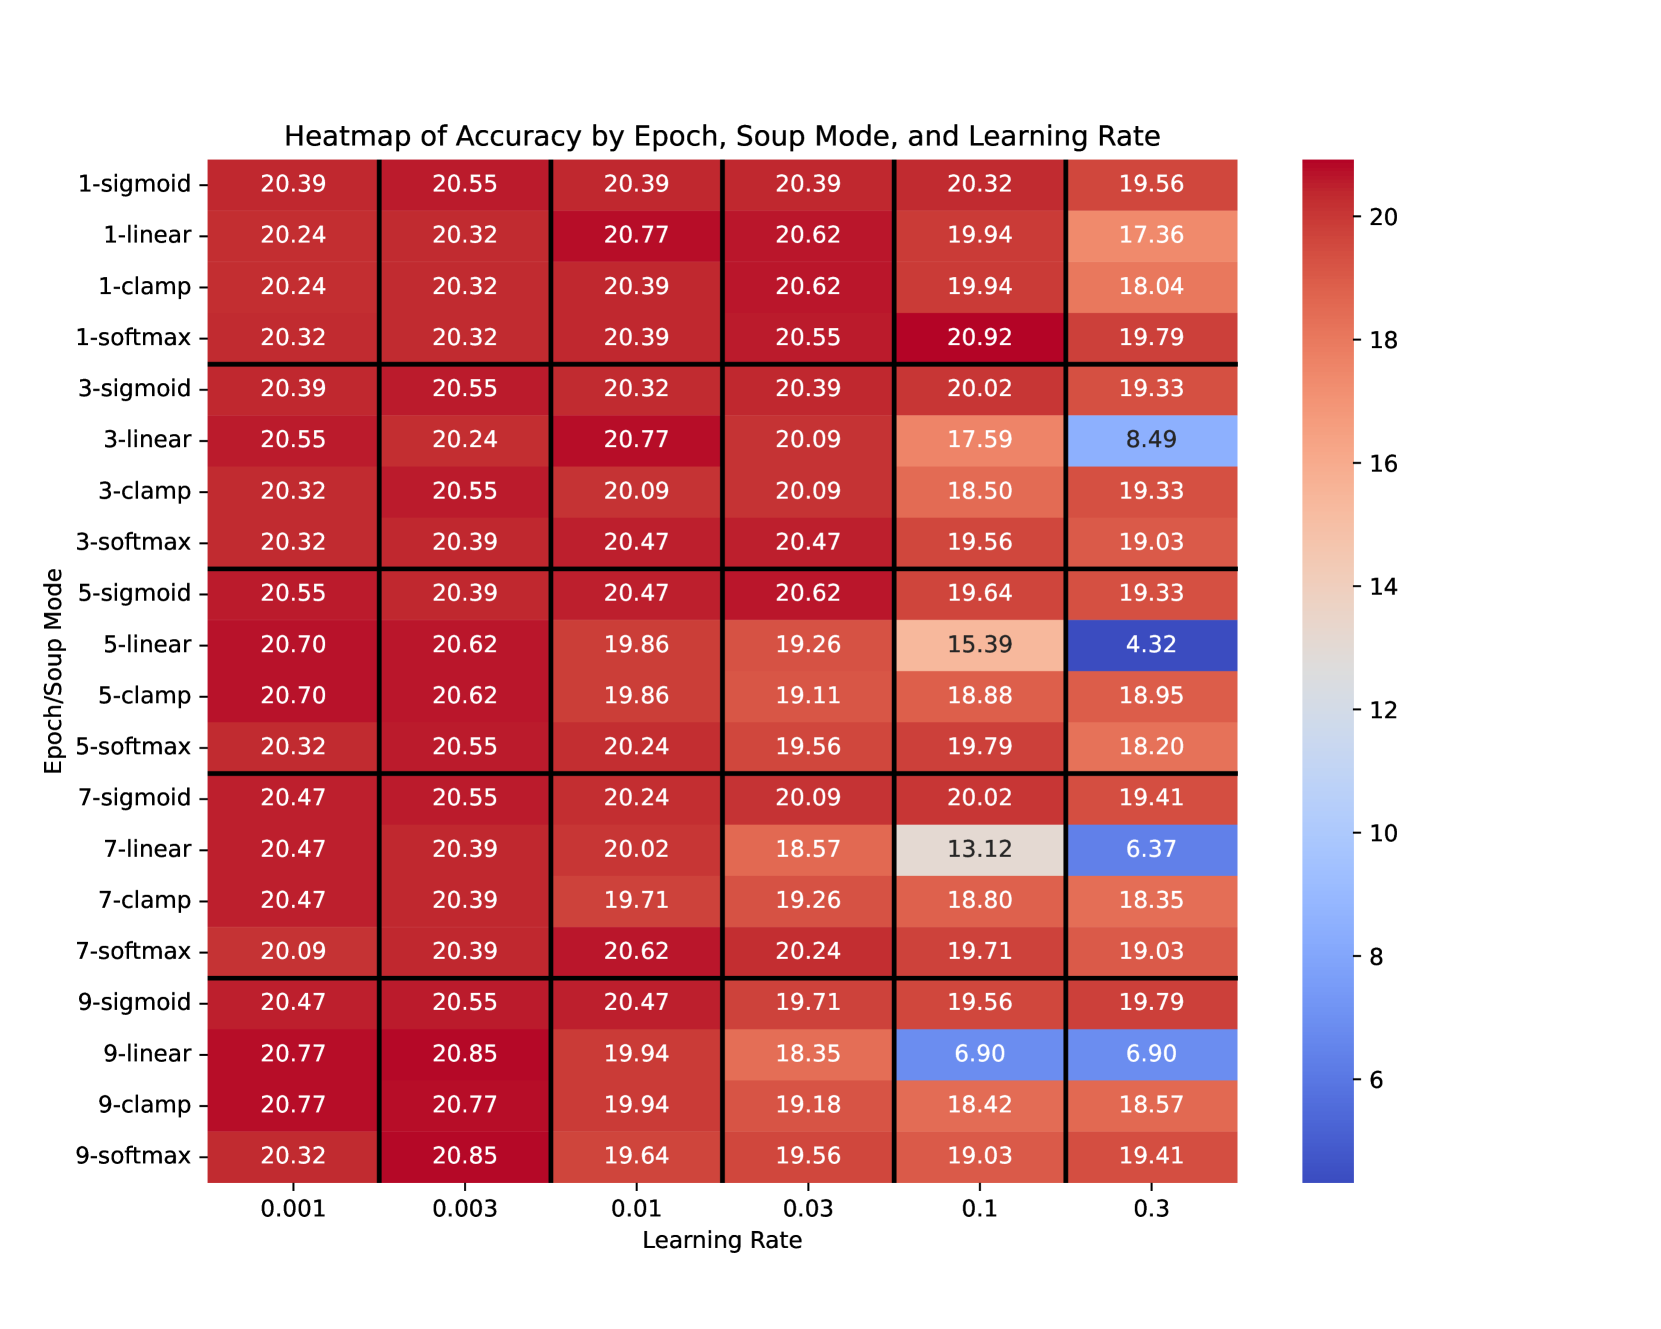 Heatmap of Accuracy by Epoch, Soup Mode, and Learning Rate
1-sigmoid 20.39 20.55 20.39 20.39 20.32 19.56
1-linear 20.24 20.32 20.77 20.62 19.94 17.36
1-clamp 20.24 20.32 20.39 20.62 19.94 18.04
1-softmax 20.32 20.32 20.39 20.55 20.92 19.79
3-sigmoid 20.39 20.55 20.32 20.39 20.02 19.33
3-linear 20.55 20.24 20.77 20.09 17.59 8.49
3-clamp 20.32 20.55 20.09 20.09 18.50 19.33
3-softmax 20.32 20.39 20.47 20.47 19.56 19.03
5-sigmoid 20.55 20.39 20.47 20.62 19.64 19.33
5-linear 20.70 20.62 19.86 19.26 15.39 4.32
5-clamp 20.70 20.62 19.86 19.11 18.88 18.95
5-softmax 20.32 20.55 20.24 19.56 19.79 18.20
7-sigmoid 20.47 20.55 20.24 20.09 20.02 19.41
7-linear 20.47 20.39 20.02 18.57 13.12 6.37
7-clamp 20.47 20.39 19.71 19.26 18.80 18.35
7-softmax 20.09 20.39 20.62 20.24 19.71 19.03
9-sigmoid 20.47 20.55 20.47 19.71 19.56 19.79
9-linear 20.77 20.85 19.94 18.35 6.90 6.90
9-clamp 20.77 20.77 19.94 19.18 18.42 18.57
9-softmax 20.32 20.85 19.64 19.56 19.03 19.41
0.001 0.003 0.01 0.03 0.1 0.3
Learning Rate
Epoch/Soup Mode
20
18
16
14
12
10
8
6